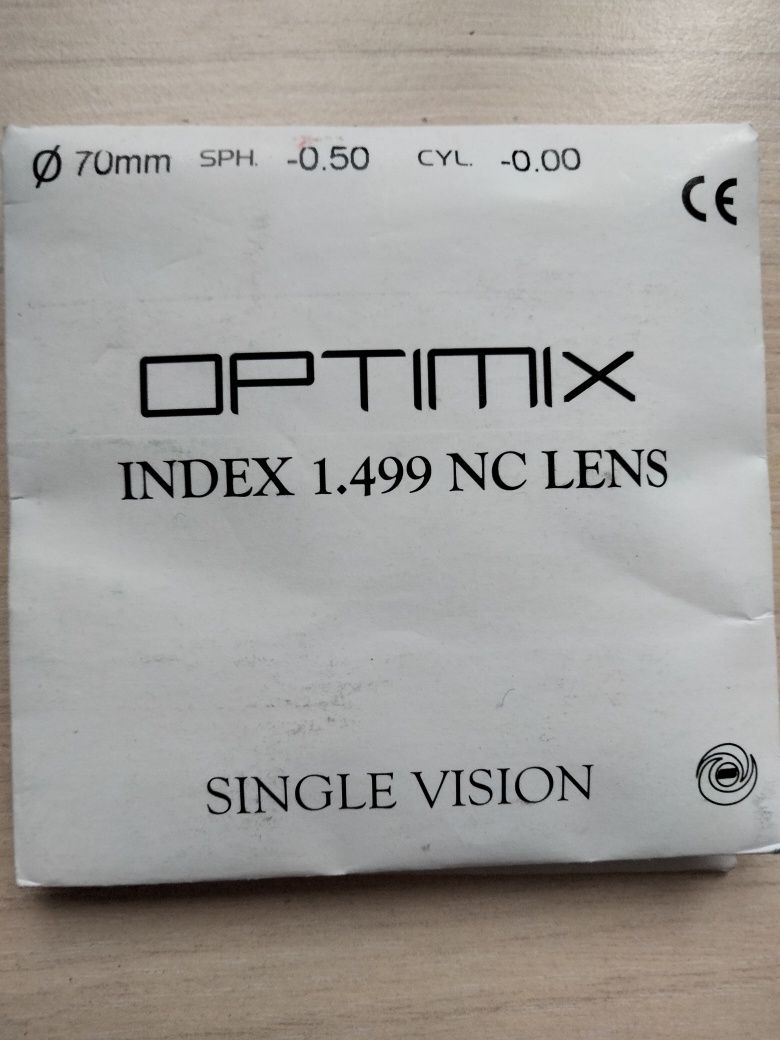 Ø 70mm SPH. -0.50 CYL. -0.00
CE
OPTIMIX
INDEX 1.499 NC LENS
SINGLE VISION